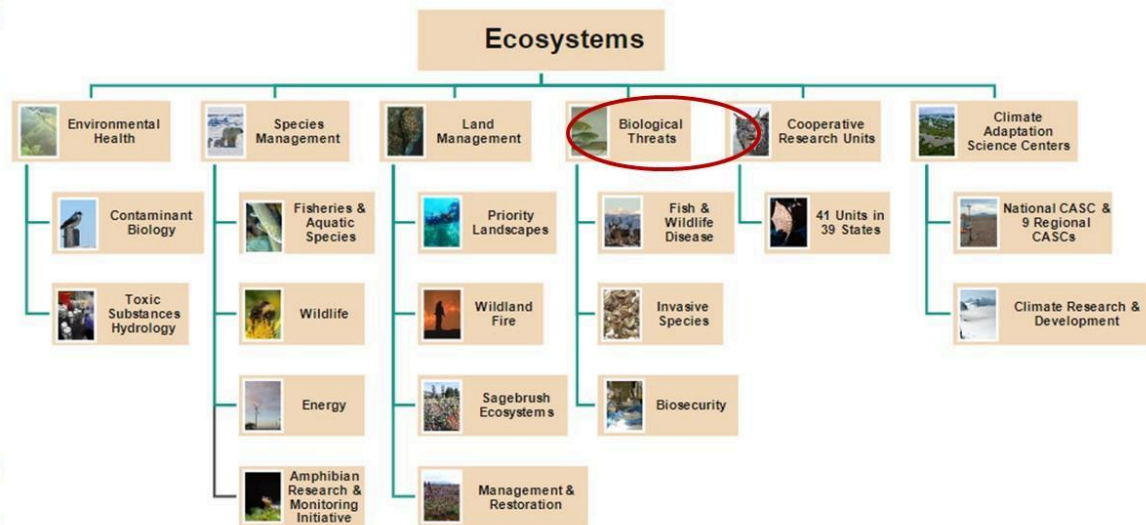 Ecosystems
Environmental
Health
Species
Management
Land
Management
Biological
Threats
Cooperative
Research Units
Climate
Adaptation
Science Centers
Contaminant
Biology
Toxic
Substances
Hydrology
Fisheries &
Aquatic
Species
Wildlife
Energy
Amphibian
Research &
Monitoring
Initiative
Priority
Landscapes
Wildland
Fire
Sagebrush
Ecosystems
Management &
Restoration
Fish &
Wildlife
Disease
Invasive
Species
Biosecurity
41 Units in
39 States
National CASC &
9 Regional
CASCs
Climate Research &
Development